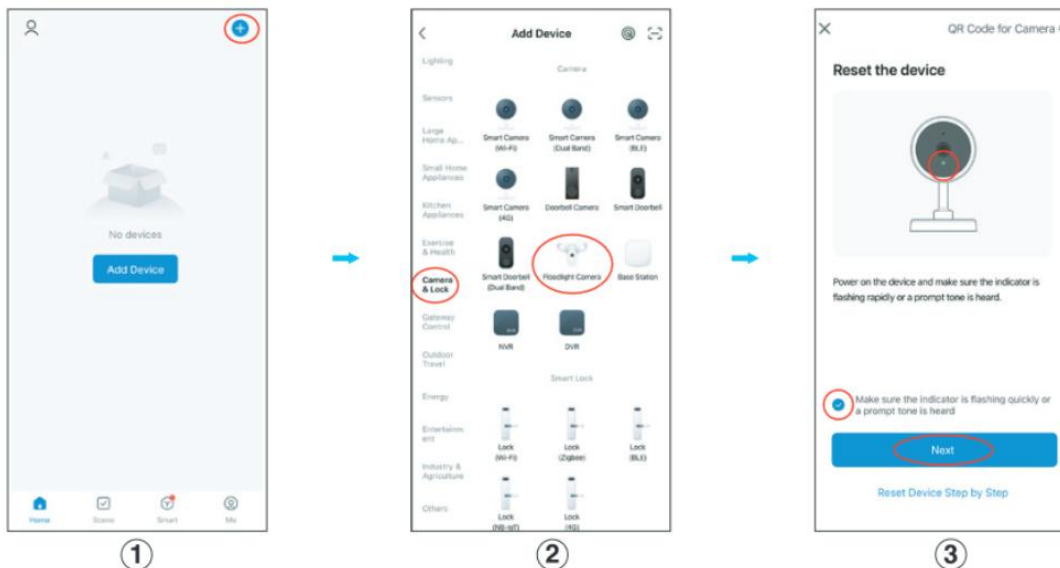 No devices
Add Device
Home
Scene
Smart
Me
1
Add Device
Lighting
Sensors
Large
Home Ap...
Small Home
Appliances
Kitchen
Appliances
Exercise
& Health
Camera
& Lock
Gateway
Control
Outdoor
Travel
Energy
Entertainm
ent
Industry &
Agriculture
Others
Camera
Smart Camera
(Wi-Fi)
Smart Camera
(Dual Band)
Smart Camera
(BLE)
Smart Camera
(4G)
Doorbell Camera
Smart Doorbell
Smart Doorbell
(Dual Band)
Floodlight Camera
Base Station
NVR
DVR
Smart Lock
Lock
(Wi-Fi)
Lock
(Zigbee)
Lock
(BLE)
Lock
(NB-IoT)
Lock
(4G)
2
QR Code for Camera
Reset the device
Power on the device and make sure the indicator is
flashing rapidly or a prompt tone is heard.
Make sure the indicator is flashing quickly or
a prompt tone is heard
Next
Reset Device Step by Step
3